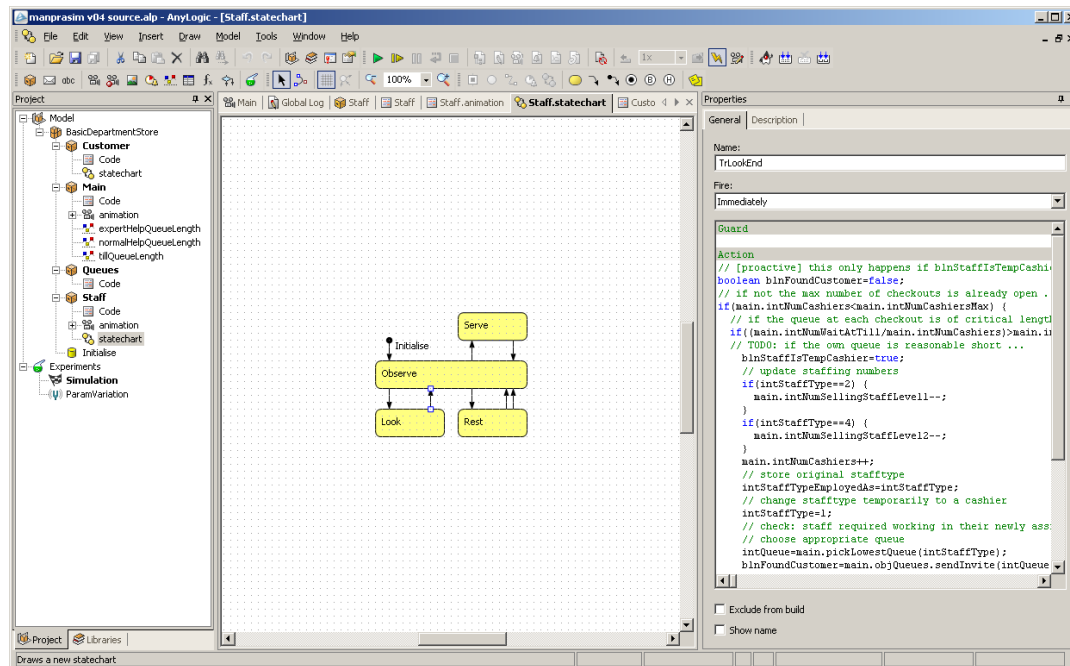 manprasim v04 source.alp - AnyLogic - [Staff.statechart]
File Edit View Insert Draw Model Tools Window Help
1x
abc
100%
B H
Project
Model
BasicDepartmentStore
Customer
Code
statechart
Main
Code
animation
expertHelpQueueLength
normalHelpQueueLength
tillQueueLength
Queues
Code
Staff
Code
animation
statechart
Initialise
Experiments
Simulation
ParamVariation
Project Libraries
Main Global Log Staff Staff Staff.animation Staff.statechart Custo
Initialise
Serve
Observe
Look
Rest
Properties
General Description
Name:
TrLookEnd
Fire:
Immediately
Guard
Action
// [proactive] this only happens if blnStaffIsTempCashi
boolean blnFoundCustomer=false;
// if not the max number of checkouts is already open .
if(main.intNumCashiers<main.intNumCashiersMax) {
// if the queue at each checkout is of critical lengt
if((main.intNumWaitAtTill/main.intNumCashiers)>main.i
// TODO: if the own queue is reasonable short ...
blnStaffIsTempCashier=true;
// update staffing numbers
if(intStaffType==2) {
main.intNumSellingStaffLevel1--;
}
if(intStaffType==4) {
main.intNumSellingStaffLevel2--;
}
main.intNumCashiers++;
// store original stafftype
intStaffTypeEmployedAs=intStaffType;
// change stafftype temporarily to a cashier
intStaffType=1;
// check: staff required working in their newly ass
// choose appropriate queue
intQueue=main.pickLowestQueue(intStaffType);
blnFoundCustomer=main.objQueues.sendInvite(intQueue
Exclude from build
Show name
Draws a new statechart